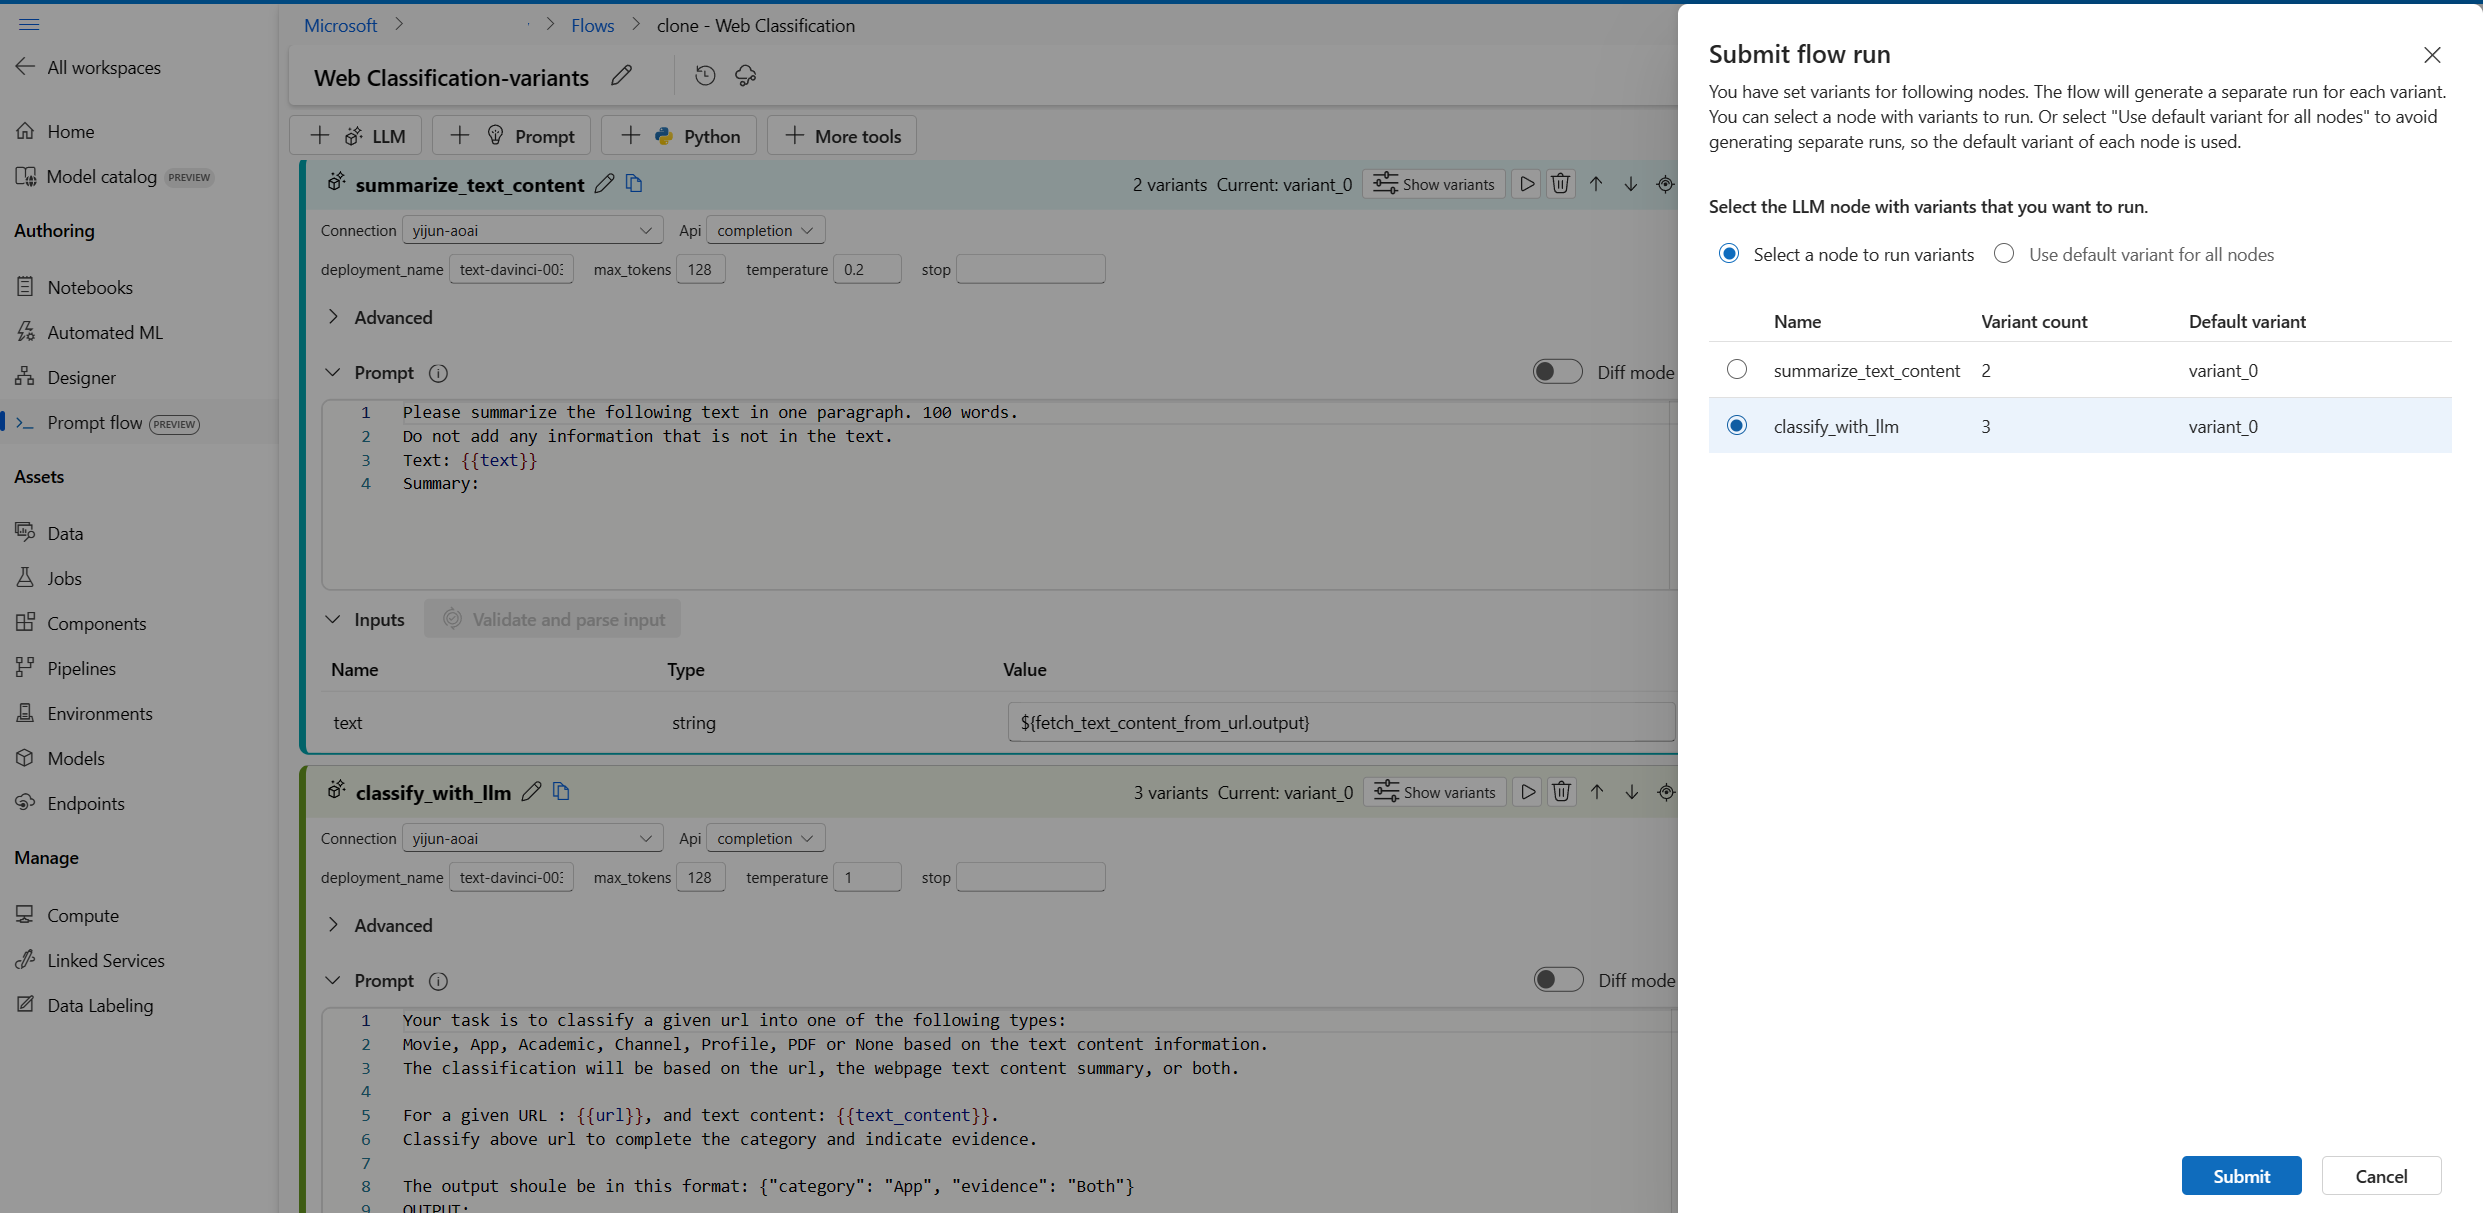 Microsoft > > Flows > clone - Web Classification
All workspaces
Home
Model catalog PREVIEW
Authoring
Notebooks
Automated ML
Designer
Prompt flow PREVIEW
Assets
Data
Jobs
Components
Pipelines
Environments
Models
Endpoints
Manage
Compute
Linked Services
Data Labeling
Web Classification-variants
+ LLM + Prompt + Python + More tools
summarize_text_content 2 variants Current: variant_0 Show variants
Connection yijun-aoai Api completion
deployment_name text-davinci-003 max_tokens 128 temperature 0.2 stop
Advanced
Prompt Diff mode
1 Please summarize the following text in one paragraph. 100 words.
2 Do not add any information that is not in the text.
3 Text: {{text}}
4 Summary:
Inputs Validate and parse input
Name Type Value
text string ${fetch_text_content_from_url.output}
classify_with_llm 3 variants Current: variant_0 Show variants
Connection yijun-aoai Api completion
deployment_name text-davinci-003 max_tokens 128 temperature 1 stop
Advanced
Prompt Diff mode
1 Your task is to classify a given url into one of the following types:
2 Movie, App, Academic, Channel, Profile, PDF or None based on the text content information.
3 The classification will be based on the url, the webpage text content summary, or both.
4
5 For a given URL : {{url}}, and text content: {{text_content}}.
6 Classify above url to complete the category and indicate evidence.
7
8 The output shoule be in this format: {"category": "App", "evidence": "Both"}
9 OUTPUT:
Submit flow run
You have set variants for following nodes. The flow will generate a separate run for each variant.
You can select a node with variants to run. Or select "Use default variant for all nodes" to avoid
generating separate runs, so the default variant of each node is used.
Select the LLM node with variants that you want to run.
Select a node to run variants Use default variant for all nodes
Name Variant count Default variant
summarize_text_content 2 variant_0
classify_with_llm 3 variant_0
Submit Cancel